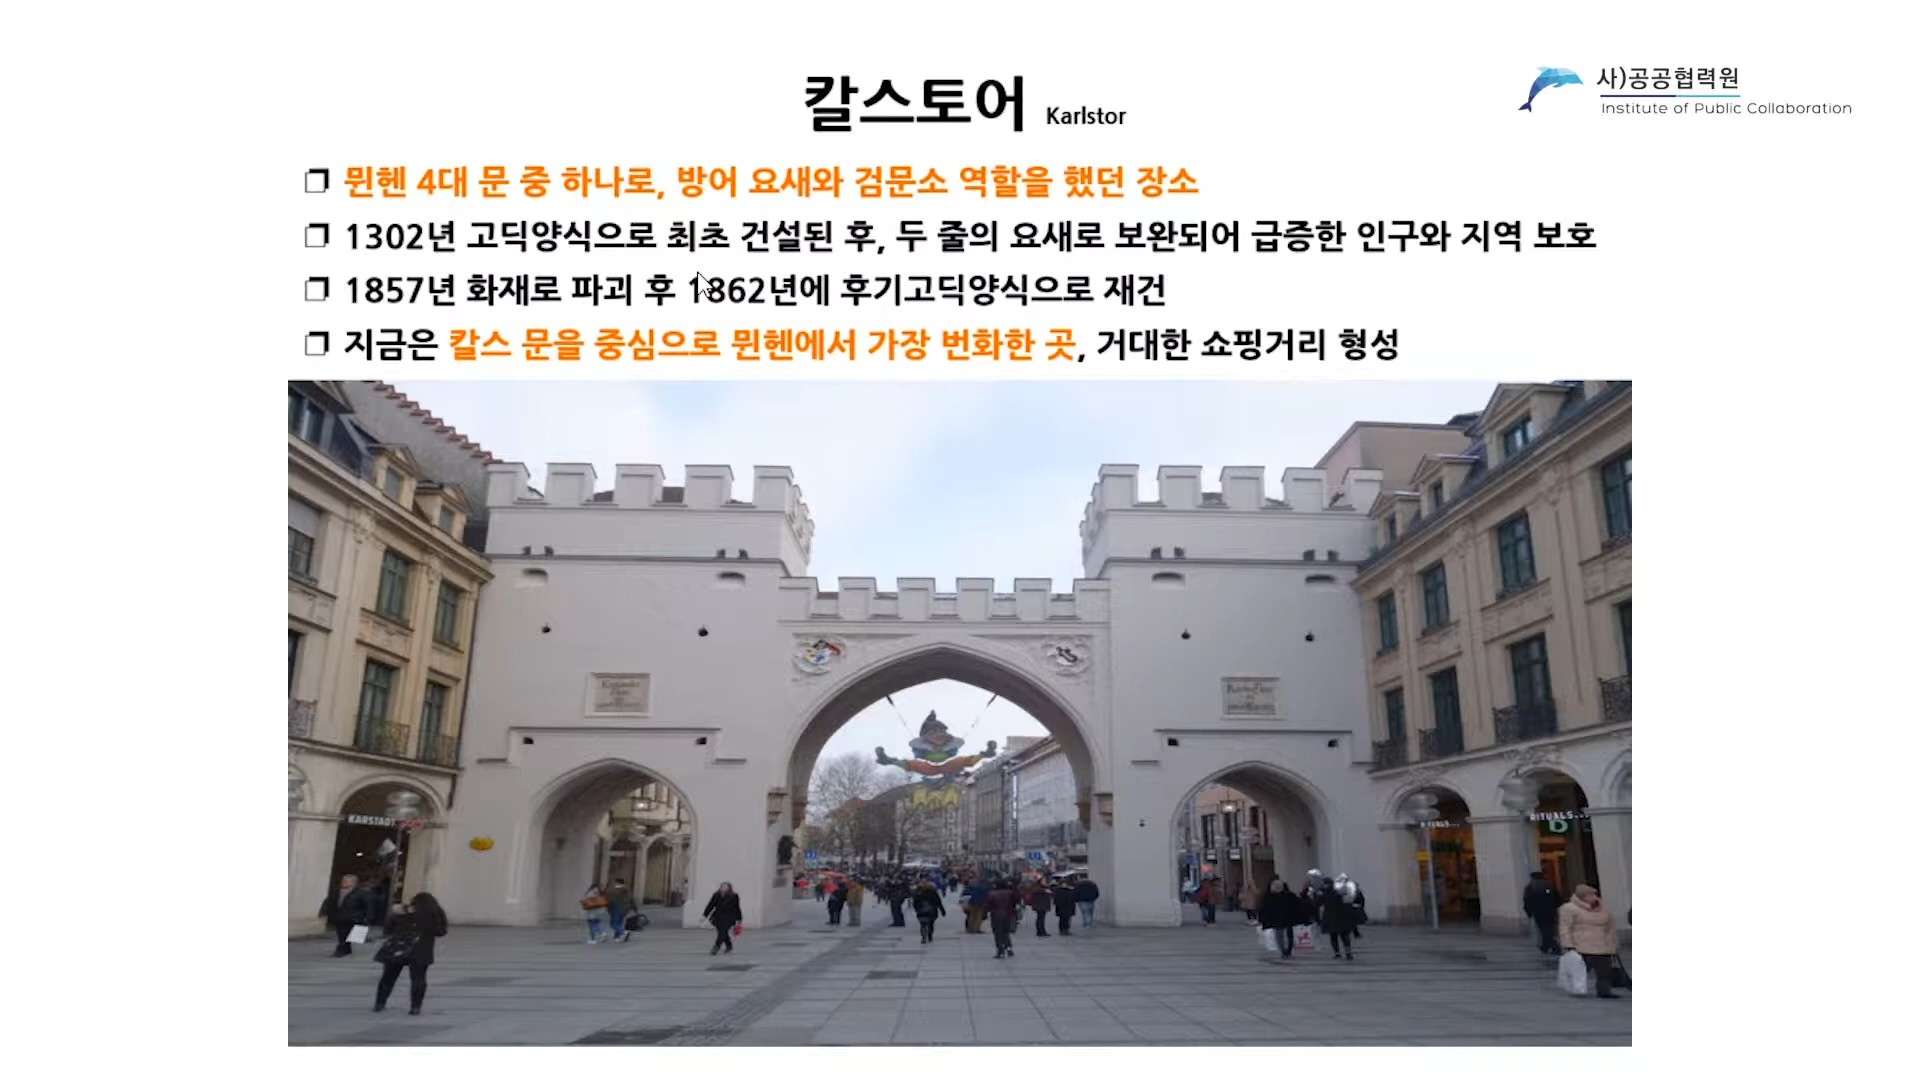 칼스토어 Karlstor
사)공공협력원
Institute of Public Collaboration
❐ 뮌헨 4대 문 중 하나로, 방어 요새와 검문소 역할을 했던 장소
❐ 1302년 고딕양식으로 최초 건설된 후, 두 줄의 요새로 보완되어 급증한 인구와 지역 보호
❐ 1857년 화재로 파괴 후 1862년에 후기고딕양식으로 재건
❐ 지금은 칼스 문을 중심으로 뮌헨에서 가장 번화한 곳, 거대한 쇼핑거리 형성
KARSTADT
RITUALS...
RITUALS...